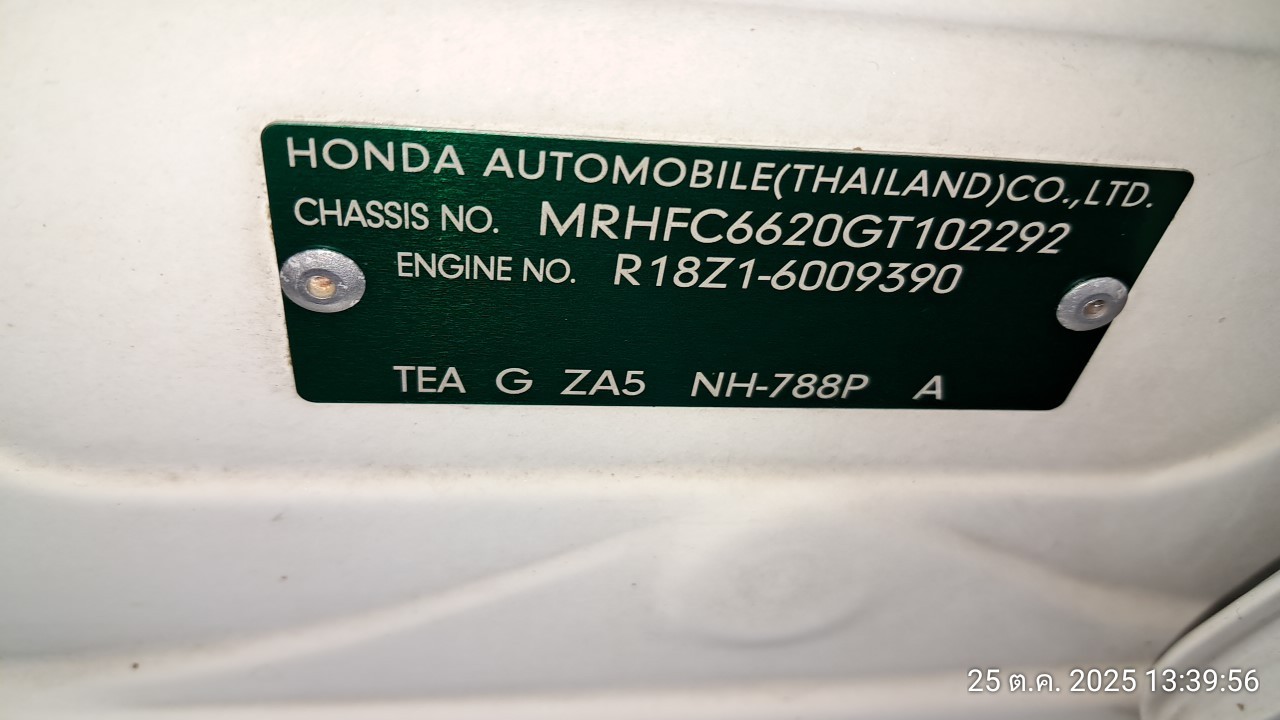 HONDA AUTOMOBILE(THAILAND)CO.,LTD.
CHASSIS NO. MRHFC6620GT102292
ENGINE NO. R18Z1-6009390
TEA G ZA5 NH-788P A
25 ต.ค. 2025 13:39:56